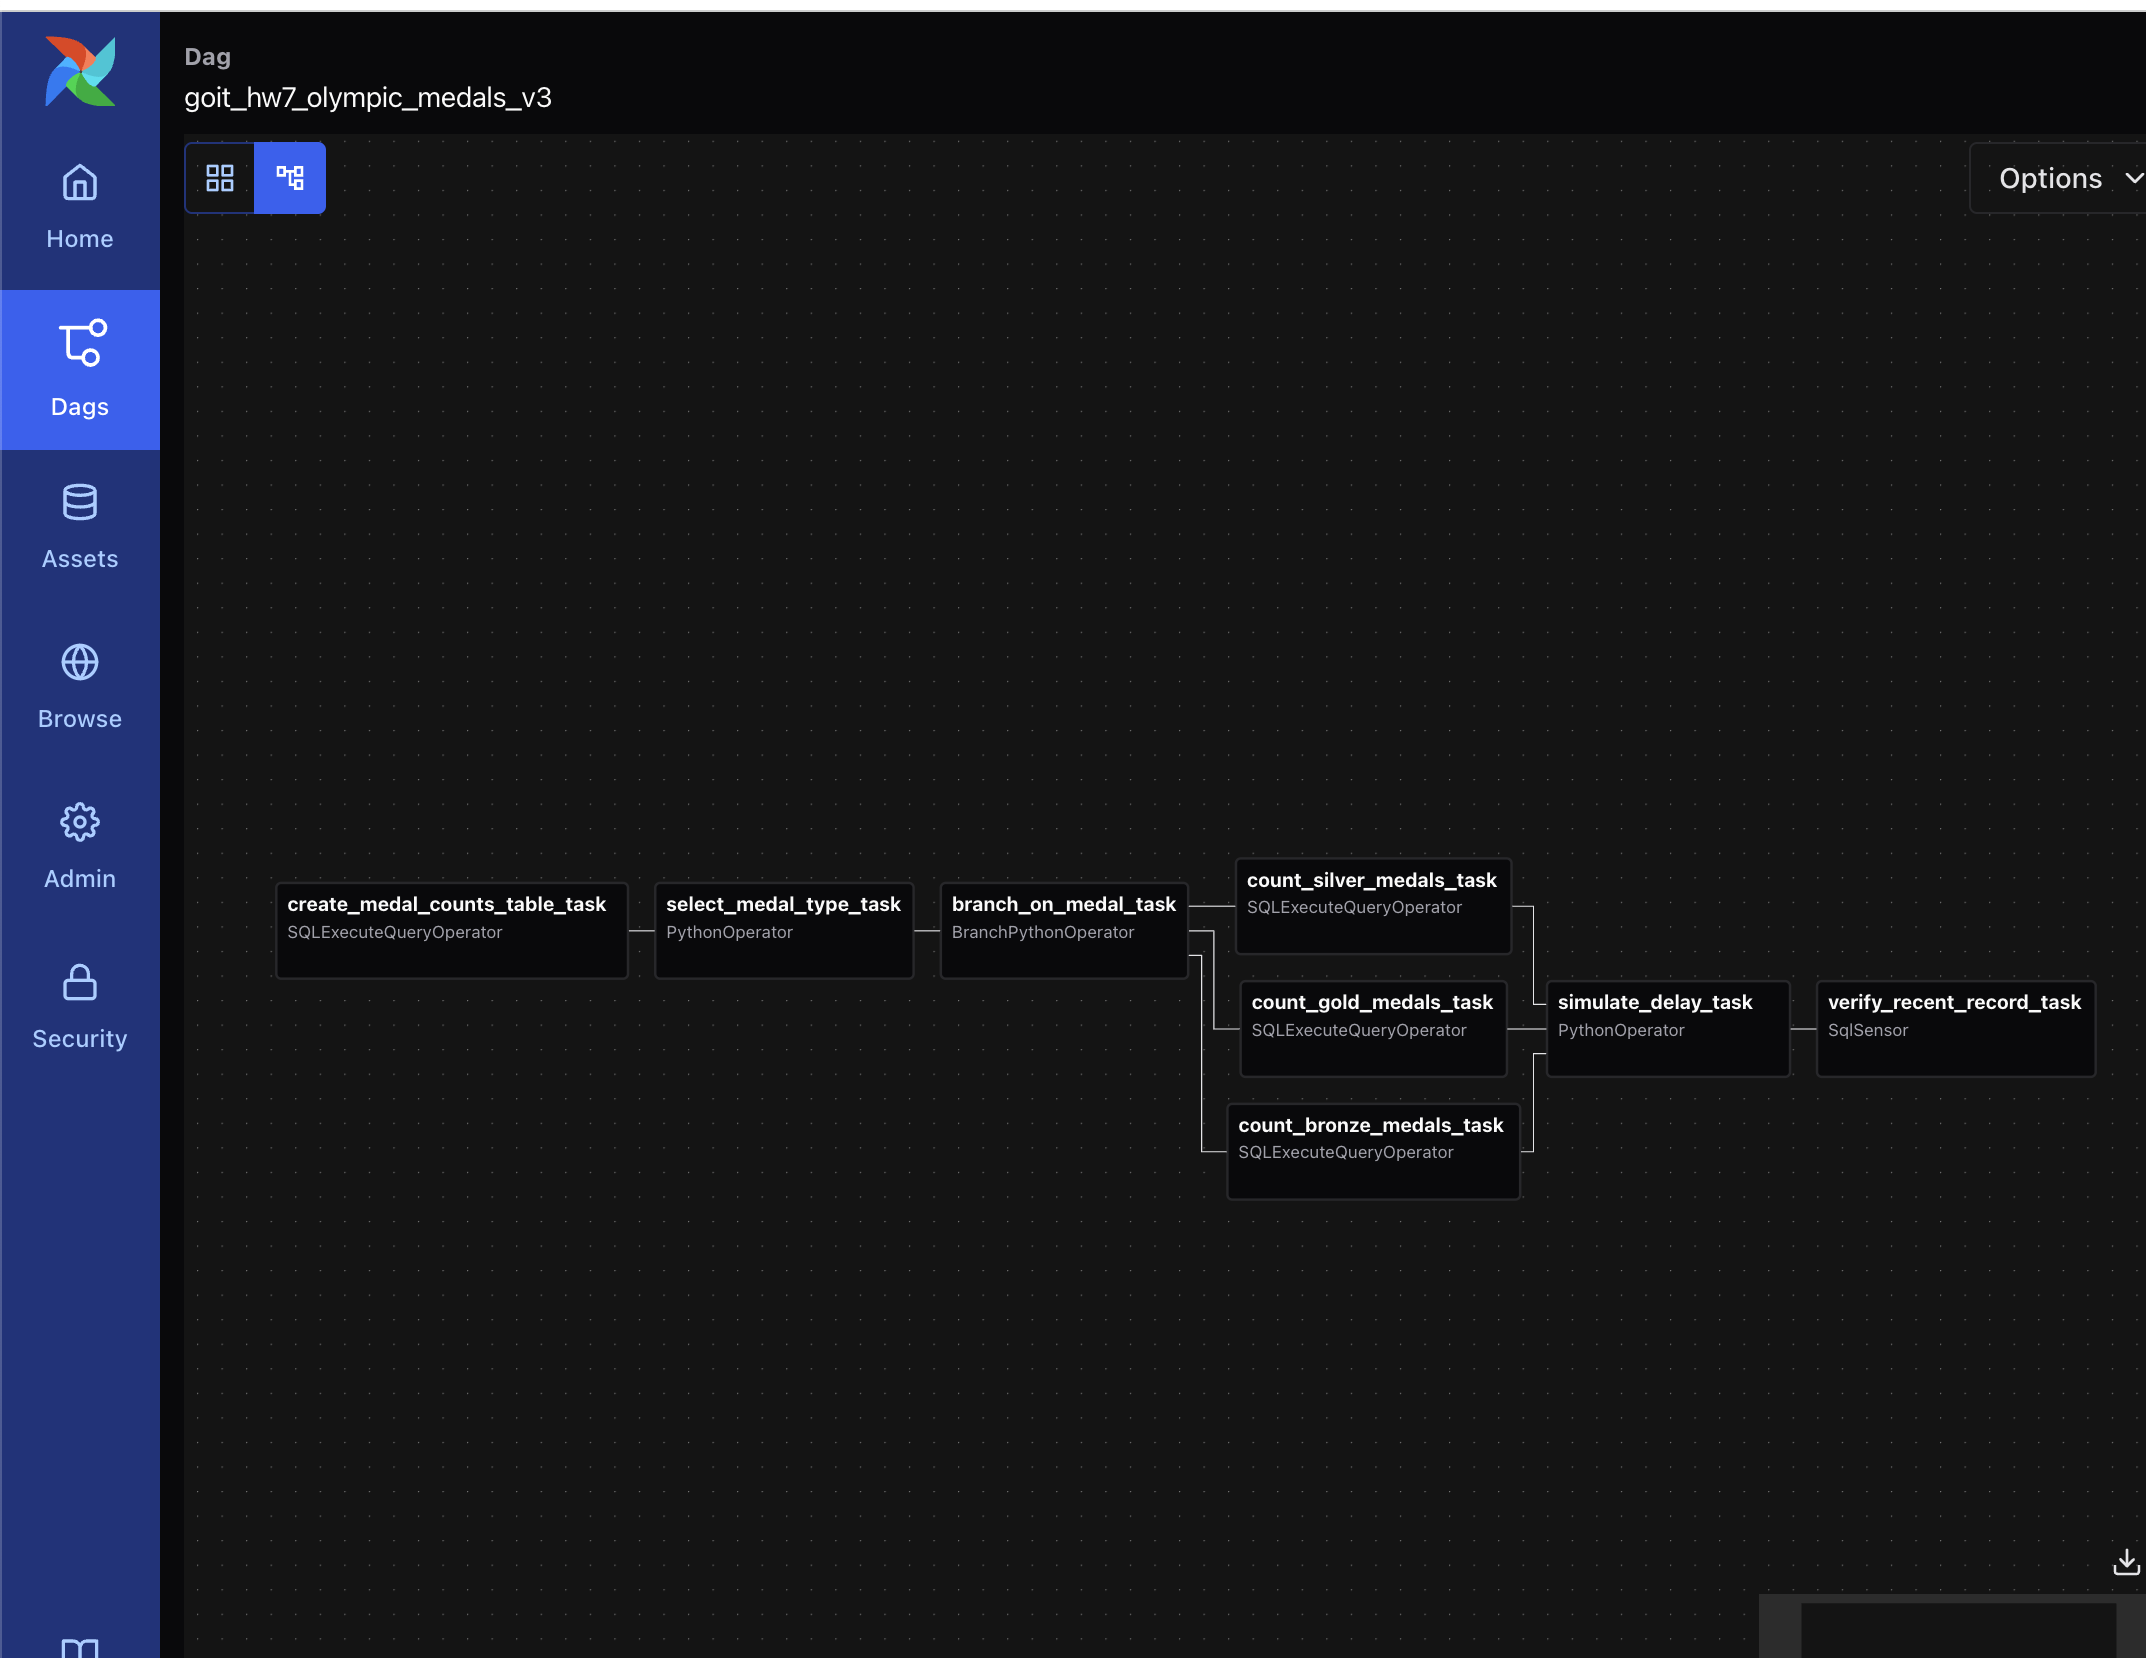 Dag
goit_hw7_olympic_medals_v3
Options
Home
Dags
Assets
Browse
Admin
Security
create_medal_counts_table_task
SQLExecuteQueryOperator
select_medal_type_task
PythonOperator
branch_on_medal_task
BranchPythonOperator
count_silver_medals_task
SQLExecuteQueryOperator
count_gold_medals_task
SQLExecuteQueryOperator
count_bronze_medals_task
SQLExecuteQueryOperator
simulate_delay_task
PythonOperator
verify_recent_record_task
SqlSensor